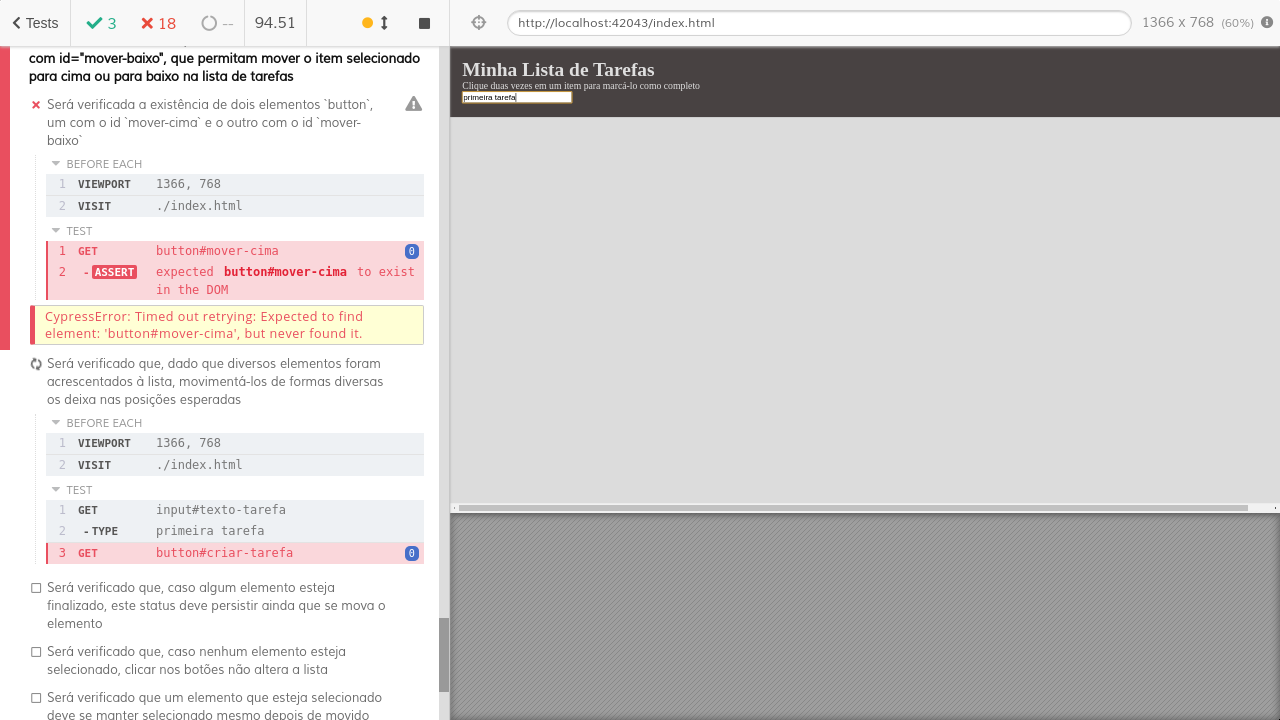 Tests
3
18
--
94.51
http://localhost:42043/index.html
1366 x 768 (60%)
com id="mover-baixo", que permitam mover o item selecionado
para cima ou para baixo na lista de tarefas
Será verificada a existência de dois elementos `button`,
um com o id `mover-cima` e o outro com o id `mover-
baixo`
BEFORE EACH
1 VIEWPORT 1366, 768
2 VISIT ./index.html
TEST
1 GET button#mover-cima 0
2 -ASSERT expected button#mover-cima to exist
in the DOM
CypressError: Timed out retrying: Expected to find
element: 'button#mover-cima', but never found it.
Será verificado que, dado que diversos elementos foram
acrescentados à lista, movimentá-los de formas diversas
os deixa nas posições esperadas
BEFORE EACH
1 VIEWPORT 1366, 768
2 VISIT ./index.html
TEST
1 GET input#texto-tarefa
2 -TYPE primeira tarefa
3 GET button#criar-tarefa 0
Será verificado que, caso algum elemento esteja
finalizado, este status deve persistir ainda que se mova o
elemento
Será verificado que, caso nenhum elemento esteja
selecionado, clicar nos botões não altera a lista
Será verificado que um elemento que esteja selecionado
deve se manter selecionado mesmo depois de movido
Minha Lista de Tarefas
Clique duas vezes em um item para marcá-lo como completo
primeira tarefa